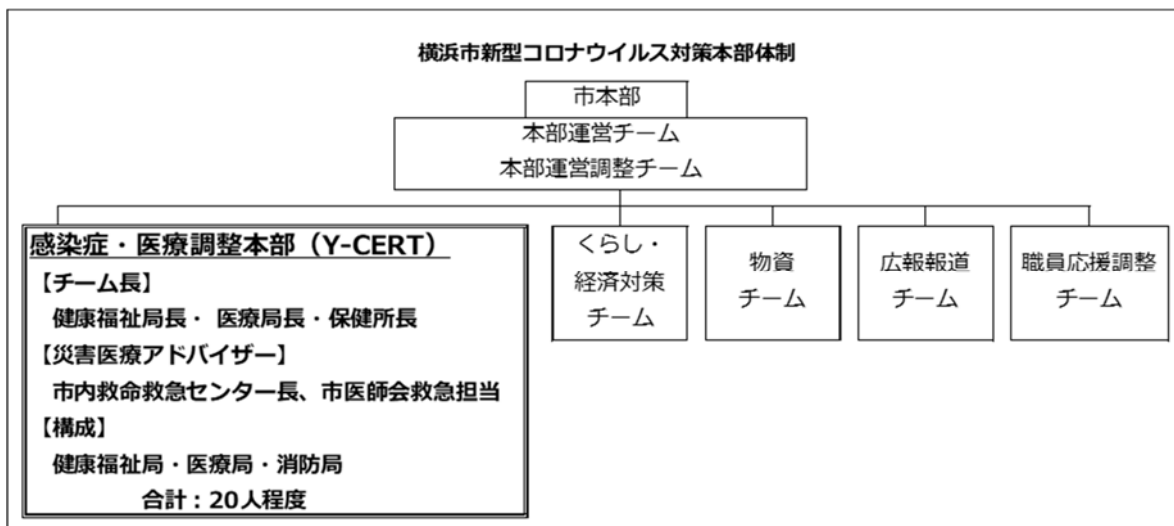 横浜市新型コロナウイルス対策本部体制
市本部
本部運営チーム
本部運営調整チーム
感染症・医療調整本部（Y-CERT）
【チーム長】
健康福祉局長・ 医療局長・保健所長
【災害医療アドバイザー】
市内救命救急センター長、市医師会救急担当
【構成】
健康福祉局・医療局・消防局
合計：20人程度
くらし・
経済対策
チーム
物資
チーム
広報報道
チーム
職員応援調整
チーム